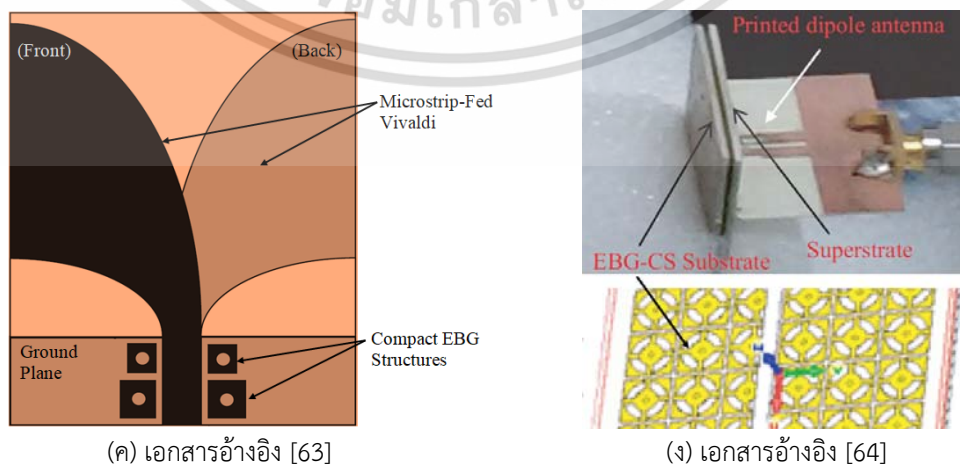 (Front)
(Back)
Microstrip-Fed
Vivaldi
Ground
Plane
Compact EBG
Structures
(ค) เอกสารอ้างอิง [63]
Printed dipole antenna
EBG-CS Substrate
Superstrate
(ง) เอกสารอ้างอิง [64]